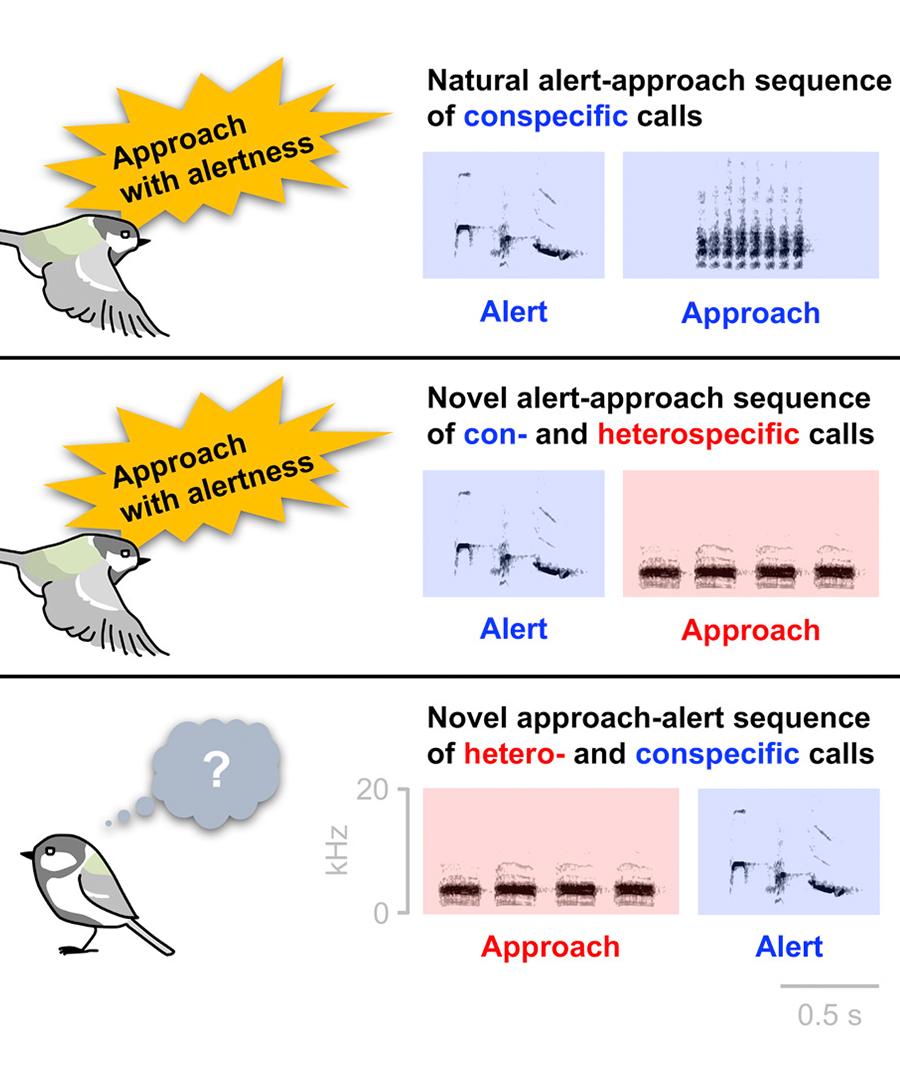 Approach
with alertness
Natural alert-approach sequence
of conspecific calls
Alert
Approach
Approach
with alertness
Novel alert-approach sequence
of con- and heterospecific calls
Alert
Approach
?
Novel approach-alert sequence
of hetero- and conspecific calls
20
kHz
0
Approach
Alert
0.5 s